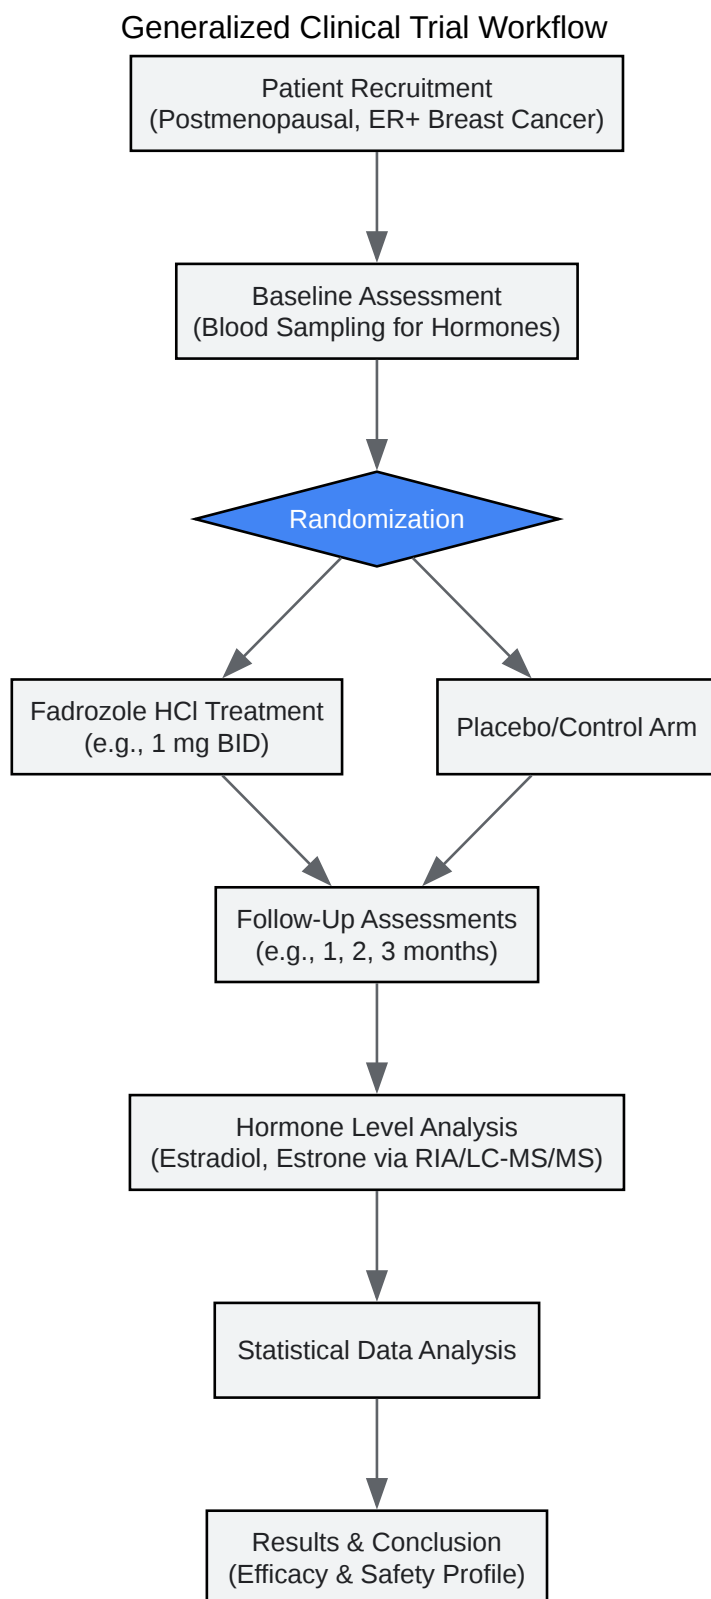 Generalized Clinical Trial Workflow
Patient Recruitment
(Postmenopausal, ER+ Breast Cancer)
Baseline Assessment
(Blood Sampling for Hormones)
Randomization
Fadrozole HCl Treatment
(e.g., 1 mg BID)
Placebo/Control Arm
Follow-Up Assessments
(e.g., 1, 2, 3 months)
Hormone Level Analysis
(Estradiol, Estrone via RIA/LC-MS/MS)
Statistical Data Analysis
Results & Conclusion
(Efficacy & Safety Profile)